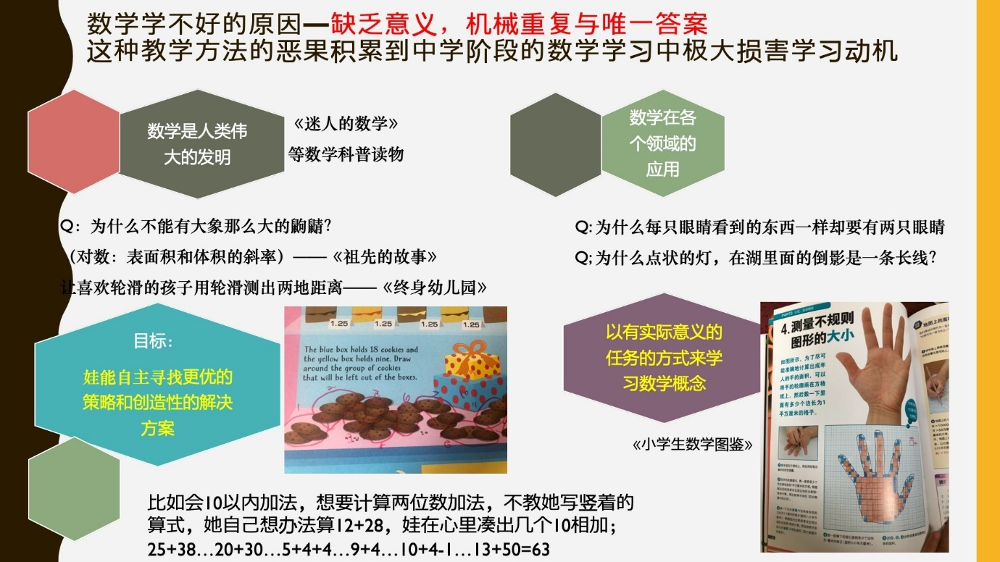 数学学不好的原因—缺乏意义，机械重复与唯一答案
这种教学方法的恶果积累到中学阶段的数学学习中极大损害学习动机
数学是人类伟
大的发明
《迷人的数学》
等数学科普读物
数学在各
个领域的
应用
Q：为什么不能有大象那么大的鼩鼱？
（对数：表面积和体积的斜率）——《祖先的故事》
让喜欢轮滑的孩子用轮滑测出两地距离——《终身幼儿园》
Q:为什么每只眼睛看到的东西一样却要有两只眼睛
Q;为什么点状的灯，在湖里面的倒影是一条长线？
目标：
娃能自主寻找更优的
策略和创造性的解决
方案
1.25
1.25
1.25
1.25
The blue box holds 18 cookies and
the yellow box holds nine. Draw
around the group of cookies
that will be left out of the boxes.
以有实际意义的
任务的方式来学
习数学概念
《小学生数学图鉴》
4.测量不规则
图形的大小
如图所示，为了尽可
能准确地计算出成年
人的手的面积，可以
将手的轮廓画在方格
纸上，然后数一下里
面有多少个边长为1
平方厘米的格子。
比如会10以内加法，想要计算两位数加法，不教她写竖着的
算式，她自己想办法算12+28，娃在心里凑出几个10相加；
25+38…20+30…5+4+4…9+4…10+4-1…13+50=63